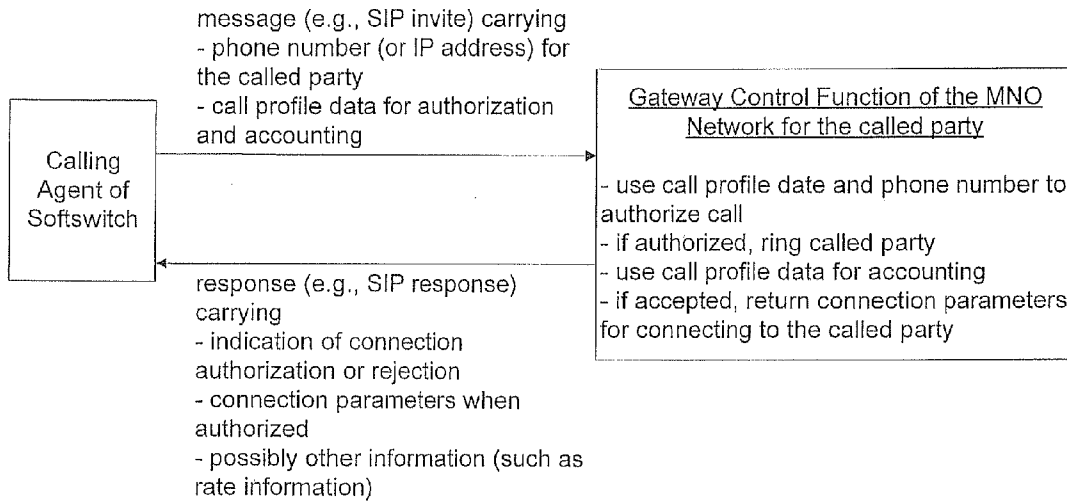 message (e.g., SIP invite) carrying
- phone number (or IP address) for
the called party
- call profile data for authorization
and accounting
Calling
Agent of
Softswitch
Gateway Control Function of the MNO
Network for the called party
- use call profile date and phone number to
authorize call
- if authorized, ring called party
- use call profile data for accounting
- if accepted, return connection parameters
for connecting to the called party
response (e.g., SIP response)
carrying
- indication of connection
authorization or rejection
- connection parameters when
authorized
- possibly other information (such as
rate information)